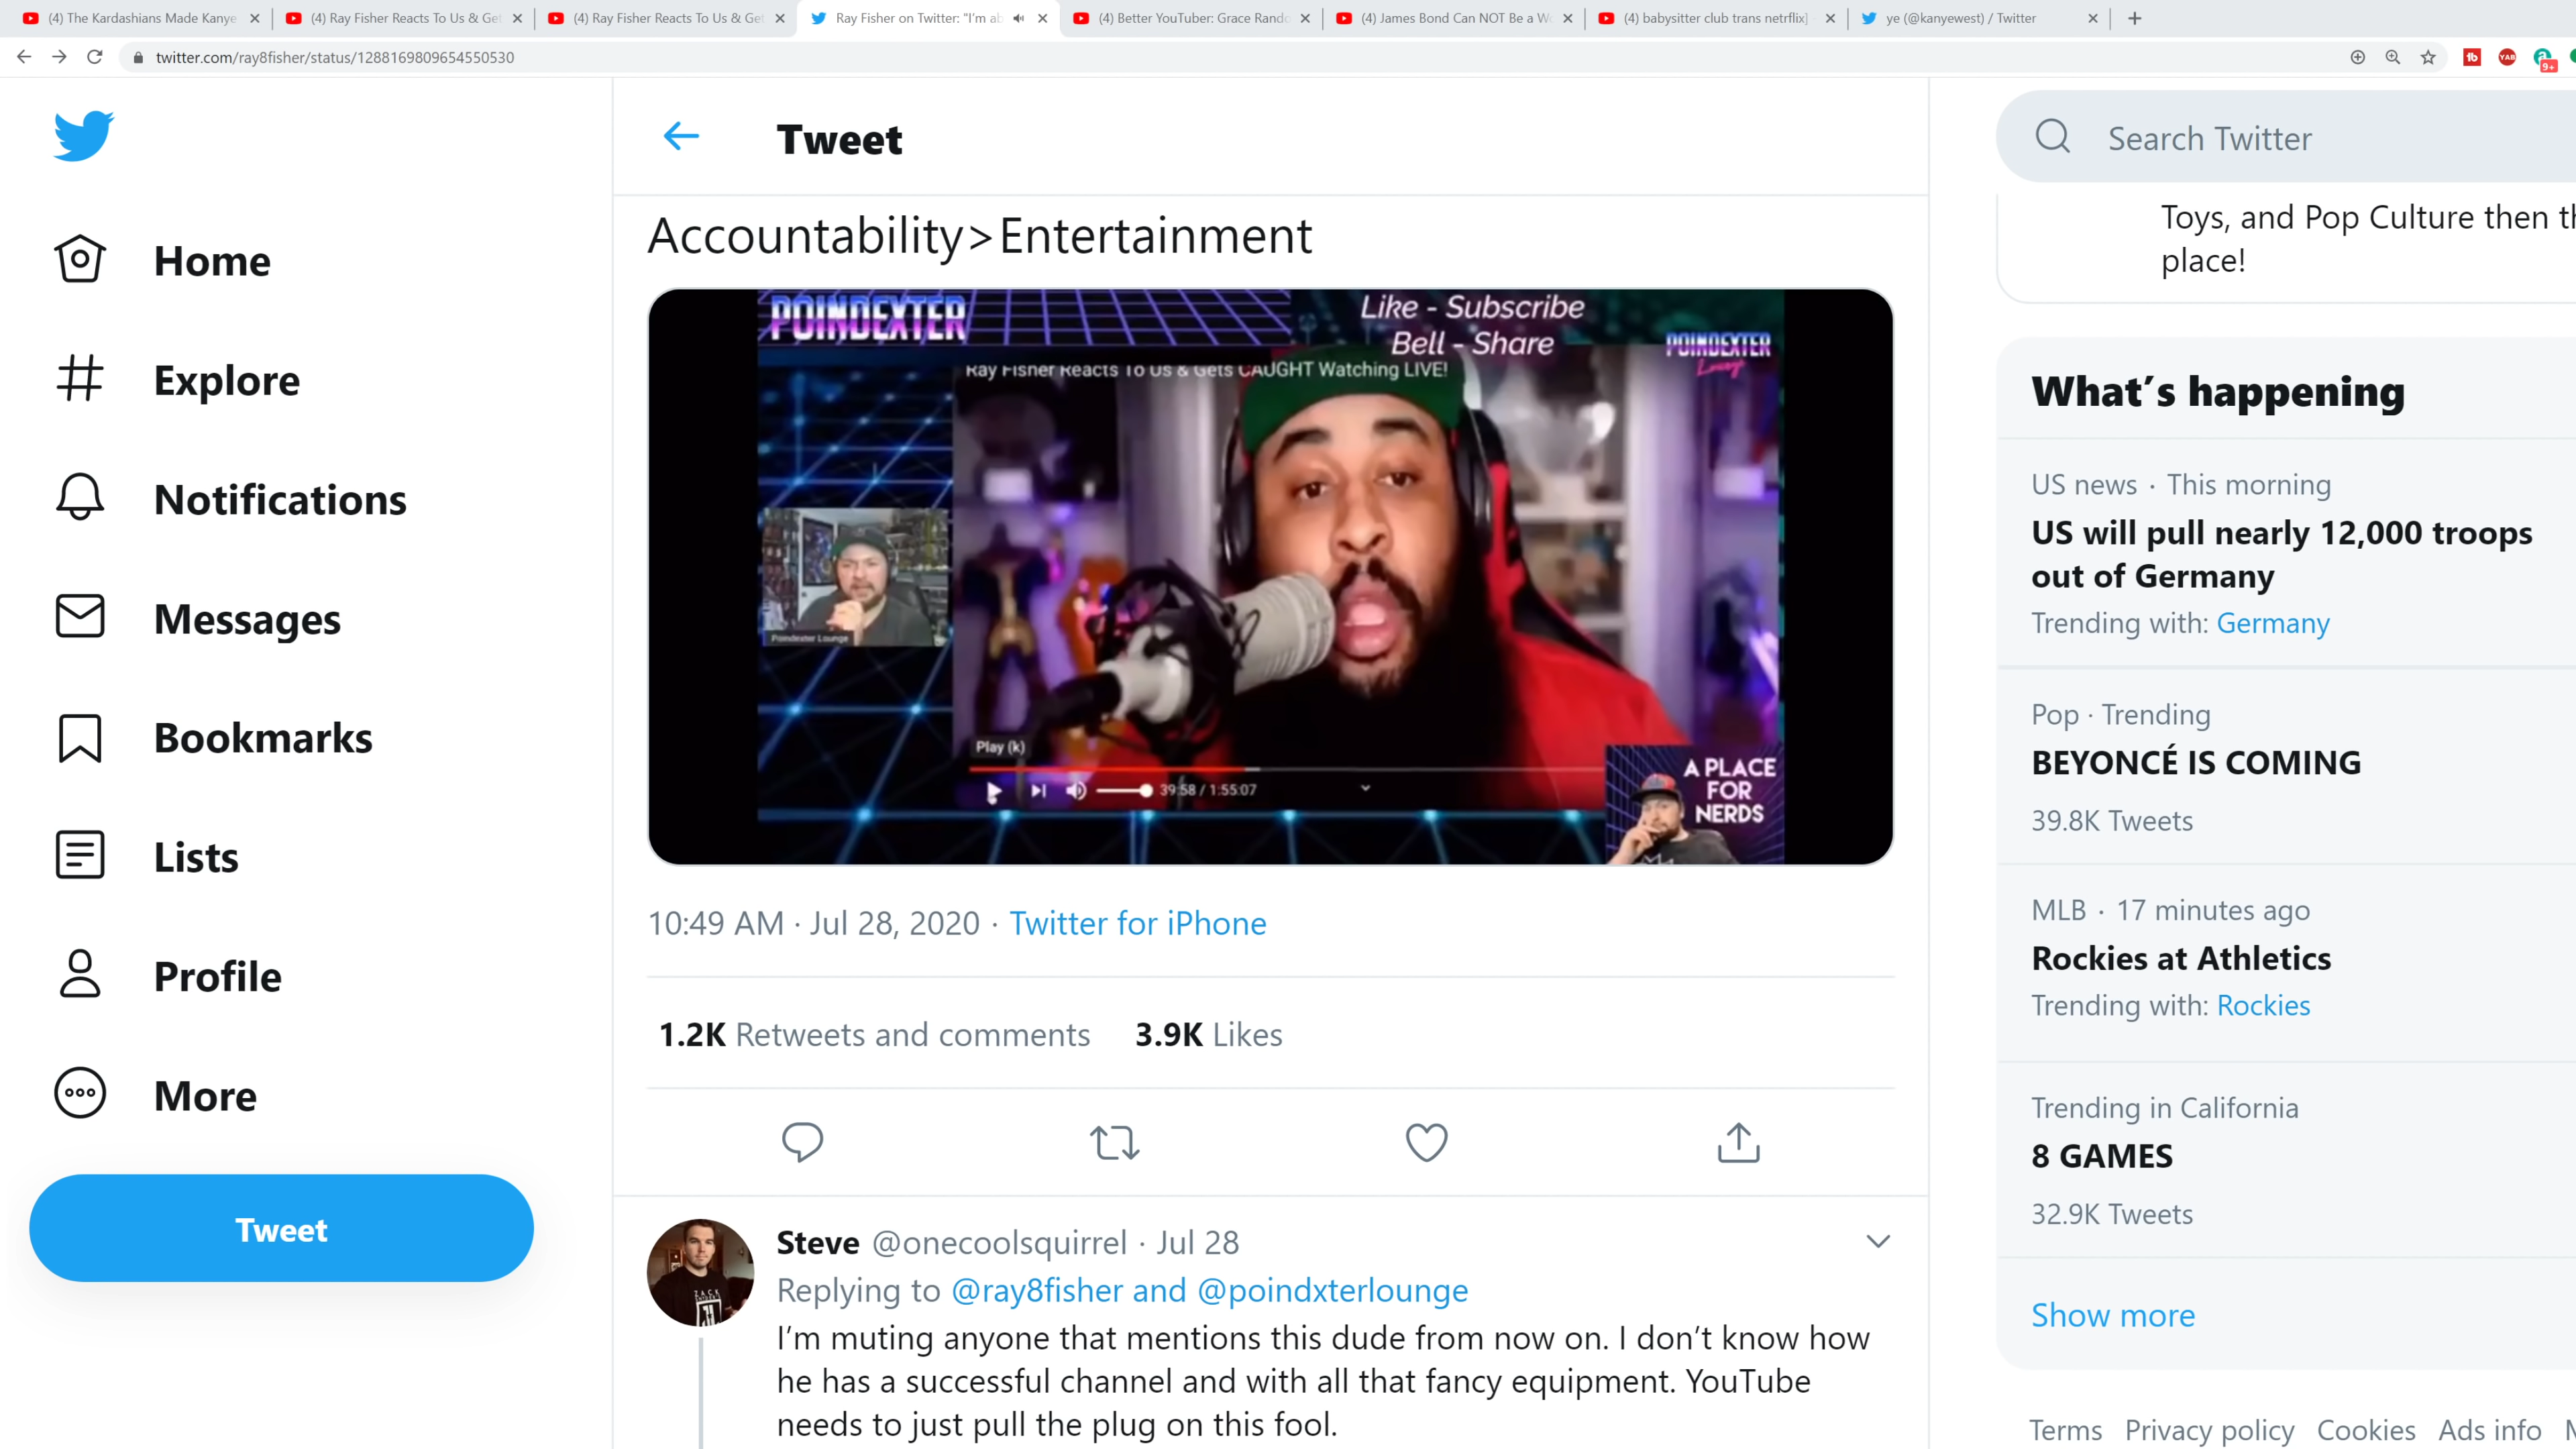 (4) The Kardashians Made Kanye
(4) Ray Fisher Reacts To Us & Get
(4) Ray Fisher Reacts To Us & Get
Ray Fisher on Twitter: "I'm ab
(4) Better YouTuber: Grace Rando
(4) James Bond Can NOT Be a Wo
(4) babysitter club trans netrflix]
ye (@kanyewest) / Twitter
twitter.com/ray8fisher/status/1288169809654550530
YAB
9+
Home
Explore
Notifications
Messages
Bookmarks
Lists
Profile
More
Tweet
Tweet
Accountability>Entertainment
POINDEXTER
Like - Subscribe
Bell - Share
POINDEXTER
Lounge
Ray Fisher Reacts To Us & Gets CAUGHT Watching LIVE!
Poindexter Lounge
Play (k)
39:58 / 1:55:07
A PLACE
FOR
NERDS
10:49 AM · Jul 28, 2020 · Twitter for iPhone
1.2K Retweets and comments 3.9K Likes
Steve @onecoolsquirrel · Jul 28
Replying to @ray8fisher and @poindxterlounge
I'm muting anyone that mentions this dude from now on. I don't know how
he has a successful channel and with all that fancy equipment. YouTube
needs to just pull the plug on this fool.
Search Twitter
Toys, and Pop Culture then th
place!
What's happening
US news · This morning
US will pull nearly 12,000 troops
out of Germany
Trending with: Germany
Pop · Trending
BEYONCÉ IS COMING
39.8K Tweets
MLB · 17 minutes ago
Rockies at Athletics
Trending with: Rockies
Trending in California
8 GAMES
32.9K Tweets
Show more
Terms Privacy policy Cookies Ads info